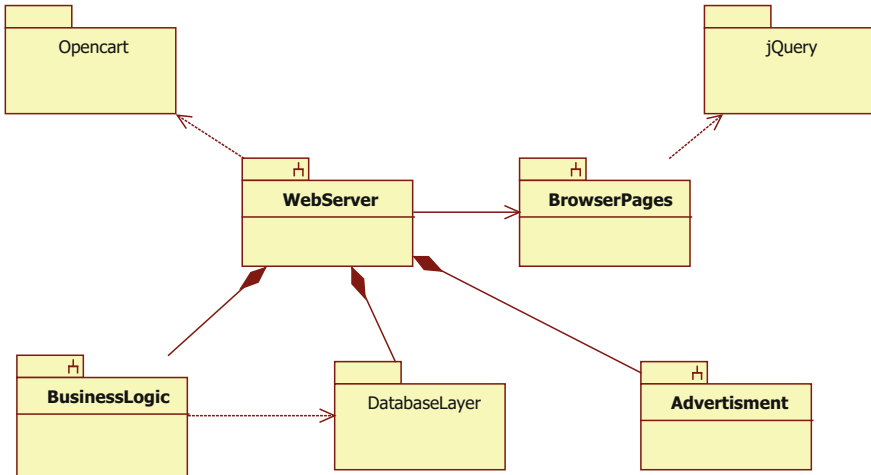 Opencart
jQuery
WebServer
BrowserPages
BusinessLogic
DatabaseLayer
Advertisment